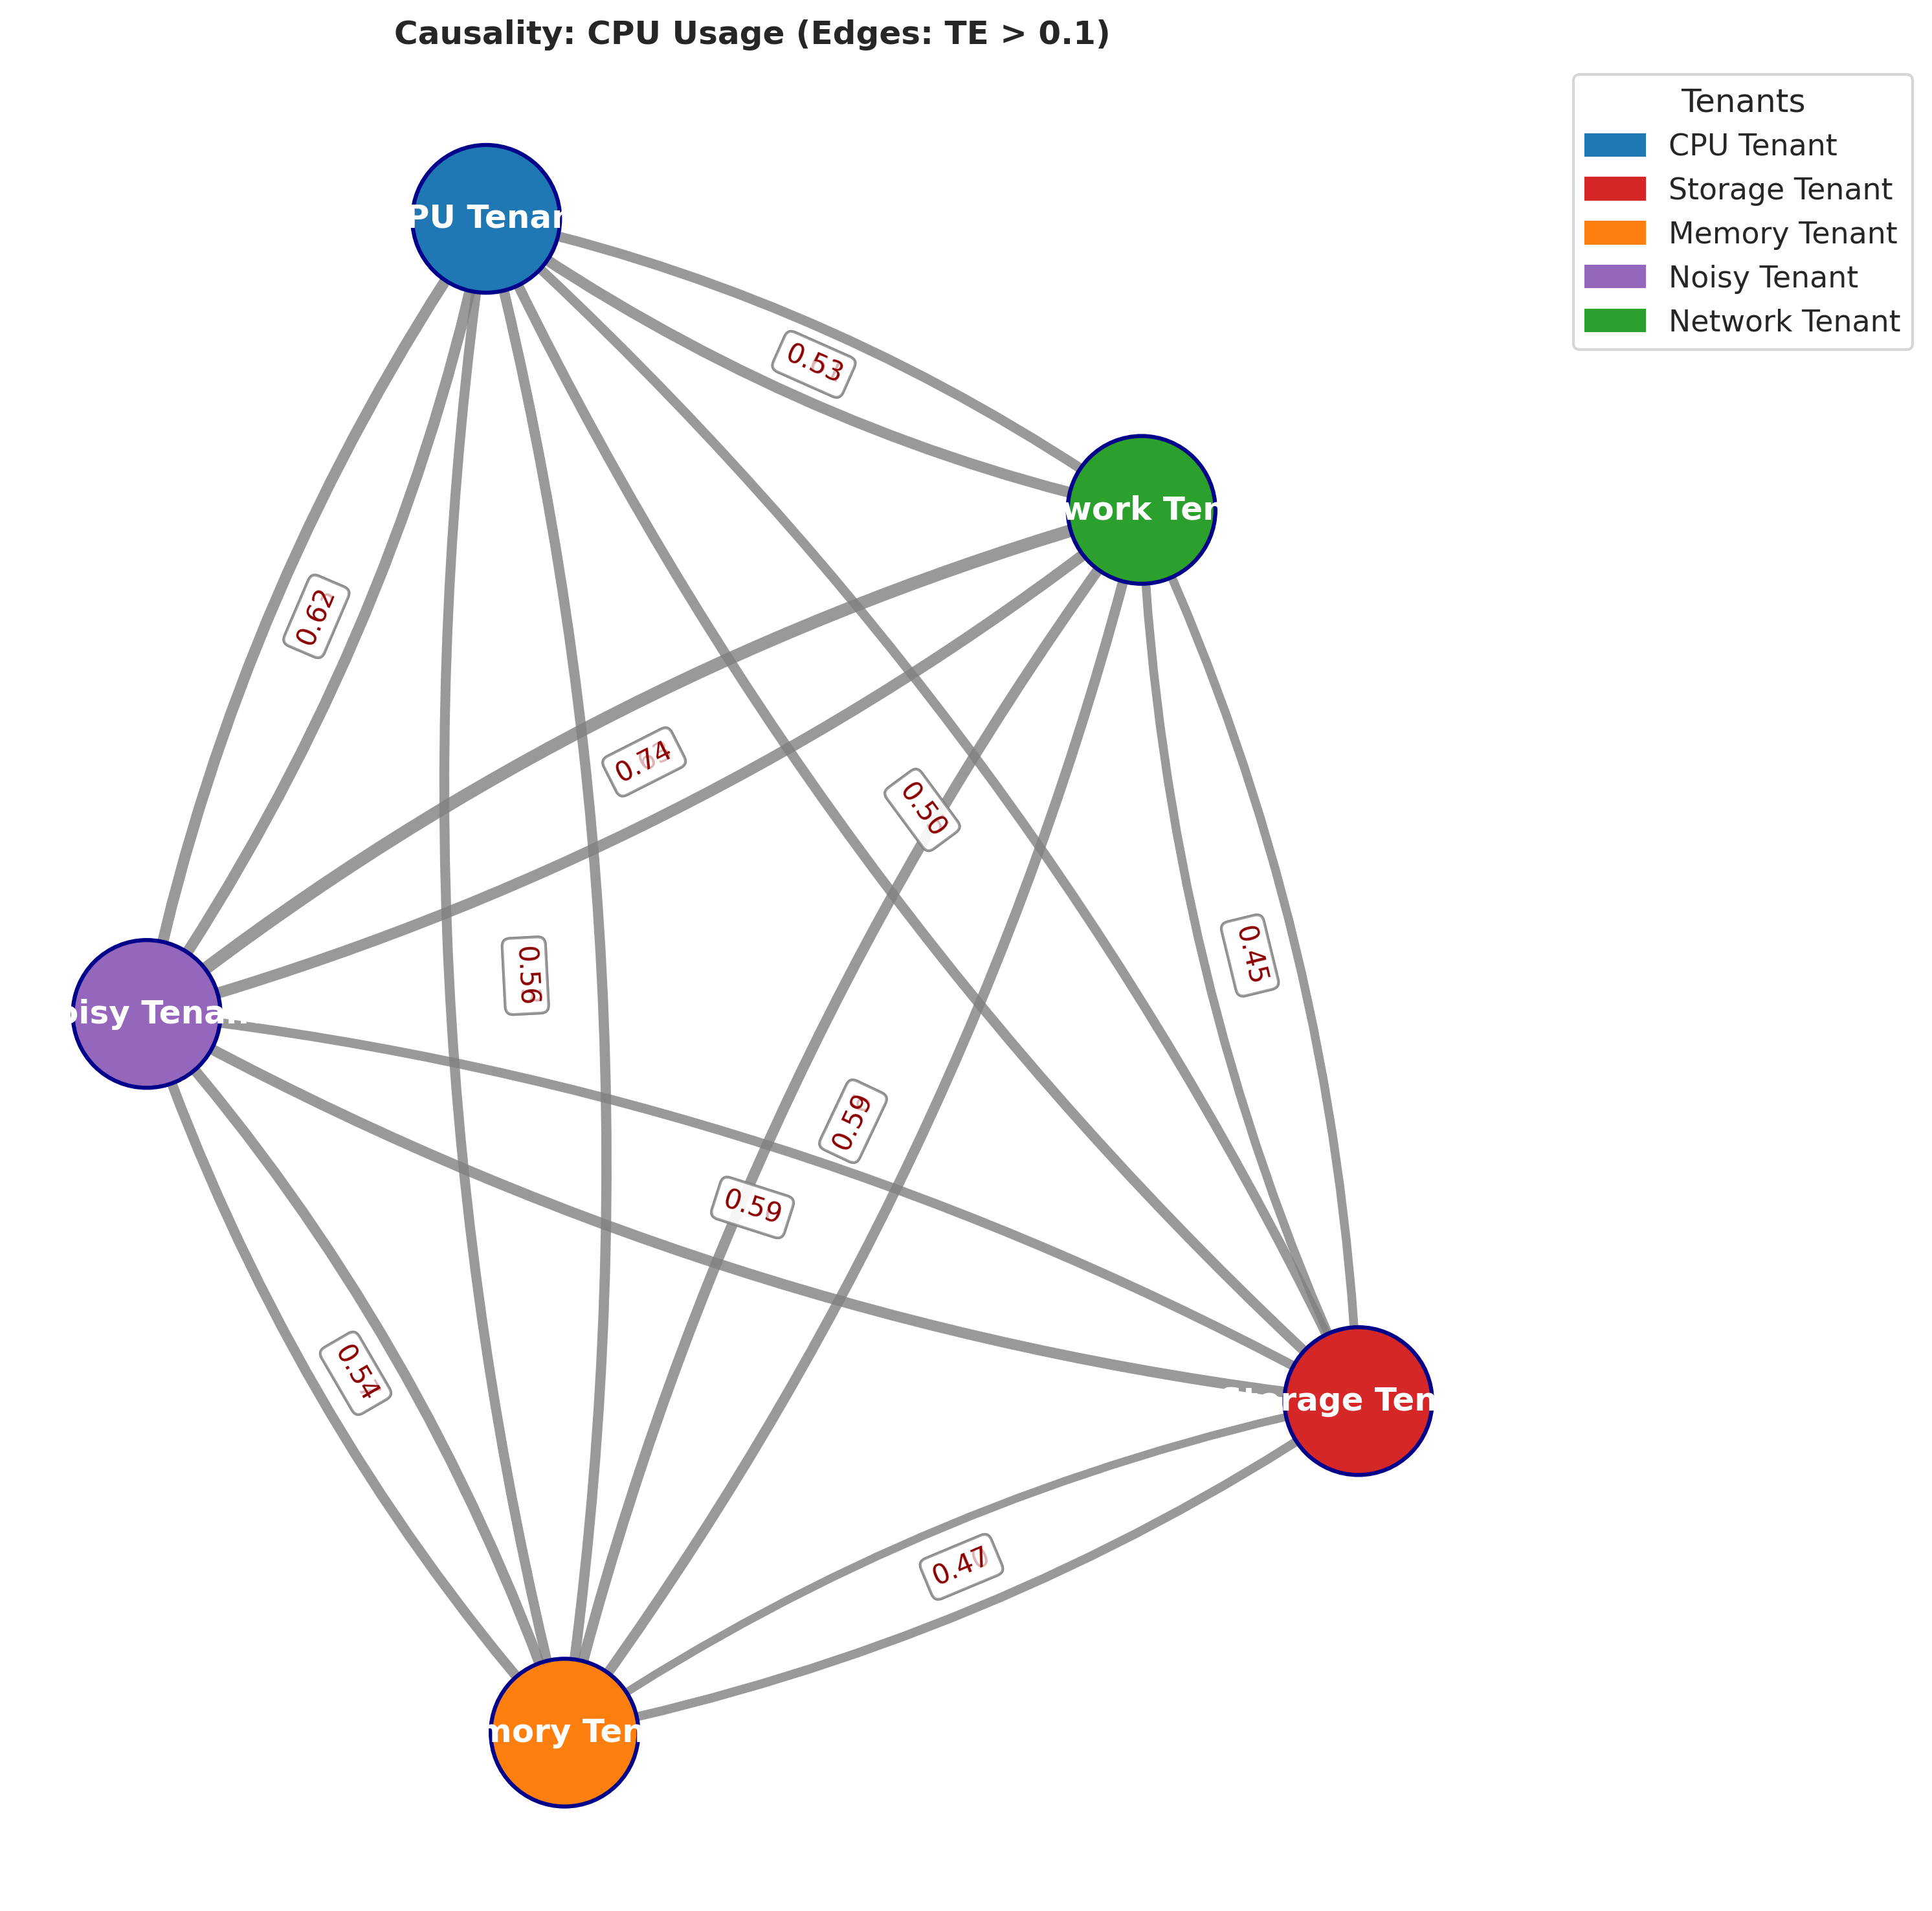 Causality: CPU Usage (Edges: TE > 0.1)
Tenants
CPU Tenant
Storage Tenant
Memory Tenant
Noisy Tenant
Network Tenant
PU Tenan
0.53
work Ten
0.62
0.74
0.50
0.45
0.56
oisy Tena
0.59
0.59
0.54
rage Ten
0.47
mory Ten